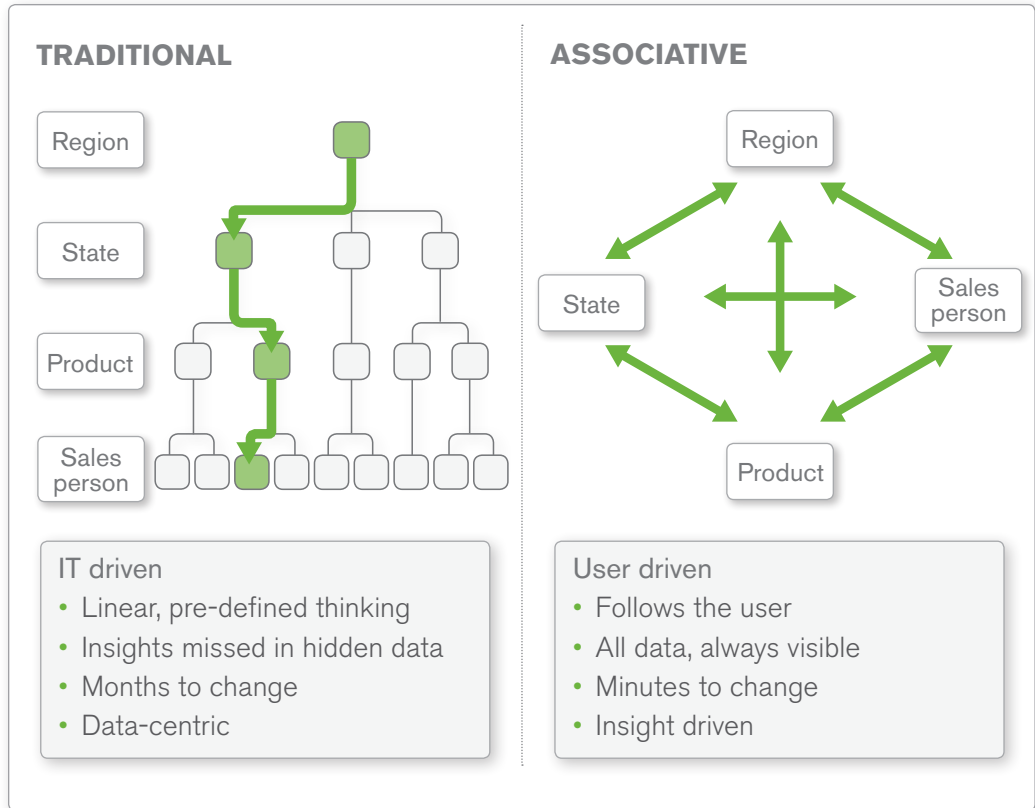 TRADITIONAL
Region
State
Product
Sales
person
IT driven
• Linear, pre-defined thinking
• Insights missed in hidden data
• Months to change
• Data-centric
ASSOCIATIVE
Region
State
Sales
person
Product
User driven
• Follows the user
• All data, always visible
• Minutes to change
• Insight driven